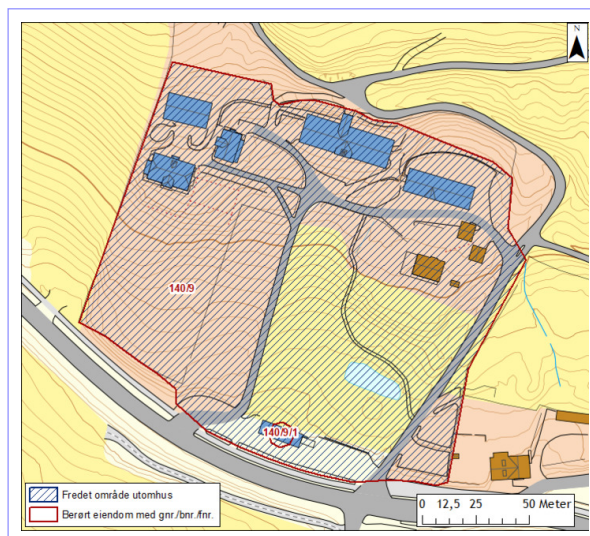 N
140/9
140/9/1
Fredet område utomhus
Berørt eiendom med gnr./bnr./fnr.
0 12,5 25 50 Meter